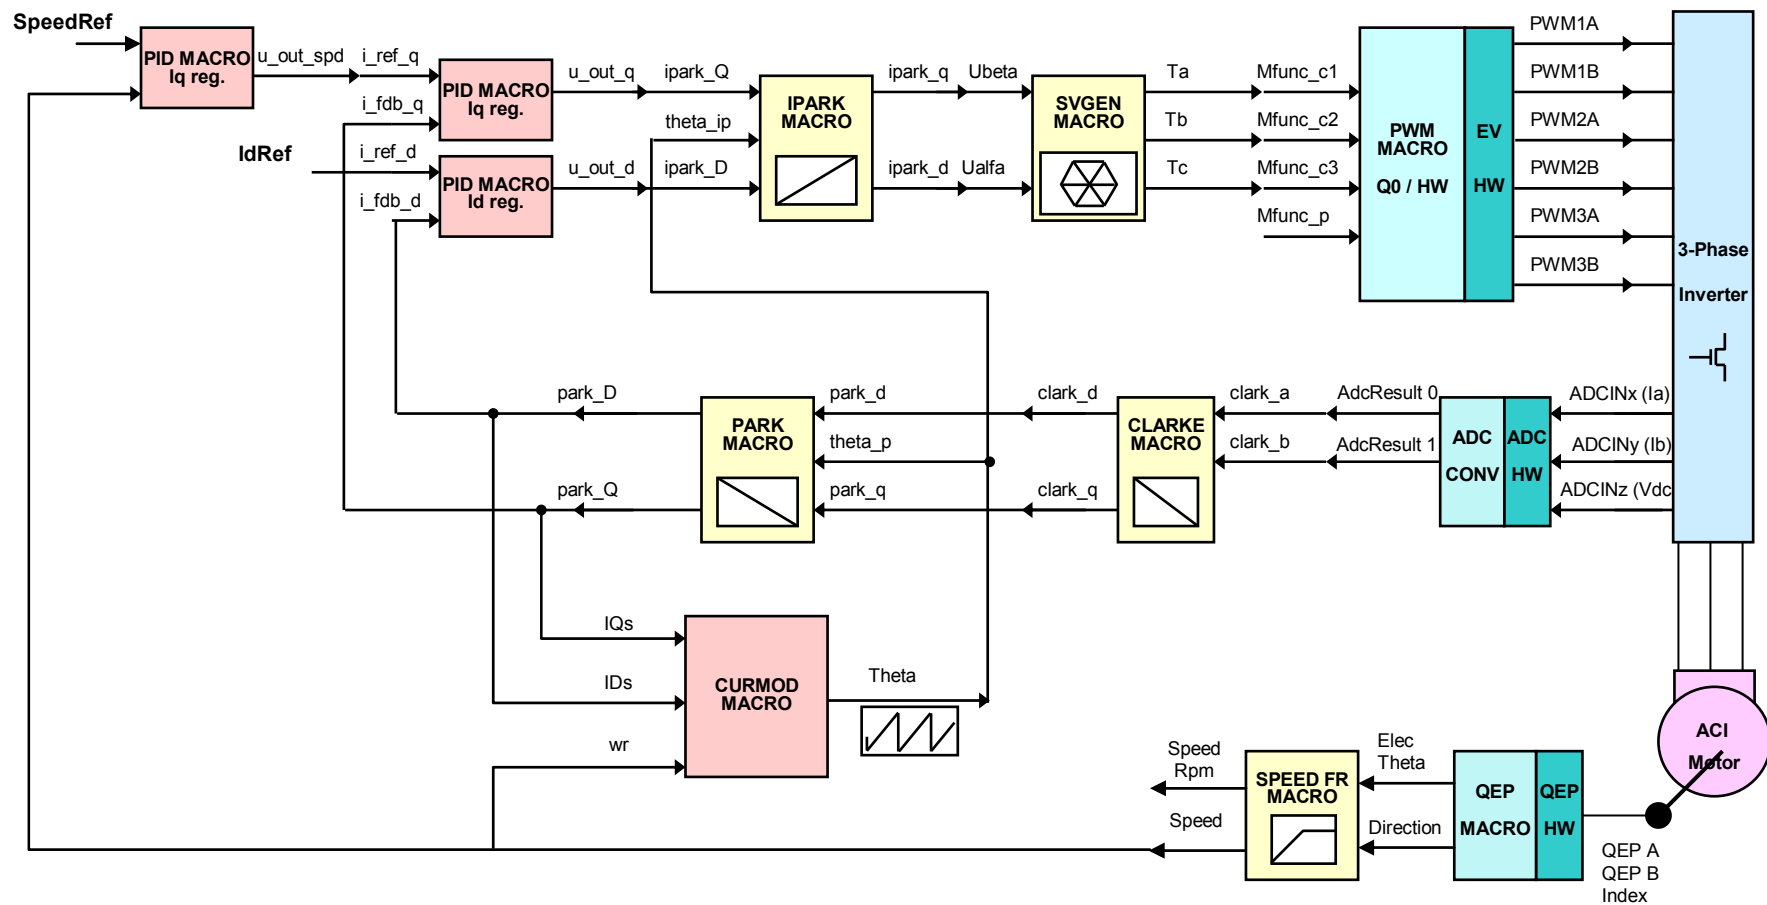 SpeedRef
PID MACRO
Iq reg.
u_out_spd
i_ref_q
i_fdb_q
PID MACRO
Iq reg.
IdRef
i_ref_d
i_fdb_d
PID MACRO
Id reg.
u_out_q
ipark_Q
theta_ip
u_out_d
ipark_D
IPARK
MACRO
ipark_q
Ubeta
ipark_d
Ualfa
SVGEN
MACRO
Ta
Tb
Tc
Mfunc_c1
Mfunc_c2
Mfunc_c3
Mfunc_p
PWM
MACRO
Q0 / HW
EV
HW
PWM1A
PWM1B
PWM2A
PWM2B
PWM3A
PWM3B
3-Phase
Inverter
park_D
park_Q
PARK
MACRO
park_d
theta_p
park_q
clark_d
clark_q
CLARKE
MACRO
clark_a
clark_b
AdcResult 0
AdcResult 1
ADC
CONV
ADC
HW
ADCINx (Ia)
ADCINy (Ib)
ADCINz (Vdc
IQs
IDs
wr
CURMOD
MACRO
Theta
Speed
Rpm
Speed
SPEED FR
MACRO
Elec
Theta
Direction
QEP
MACRO
QEP
HW
ACI
Motor
QEP A
QEP B
Index